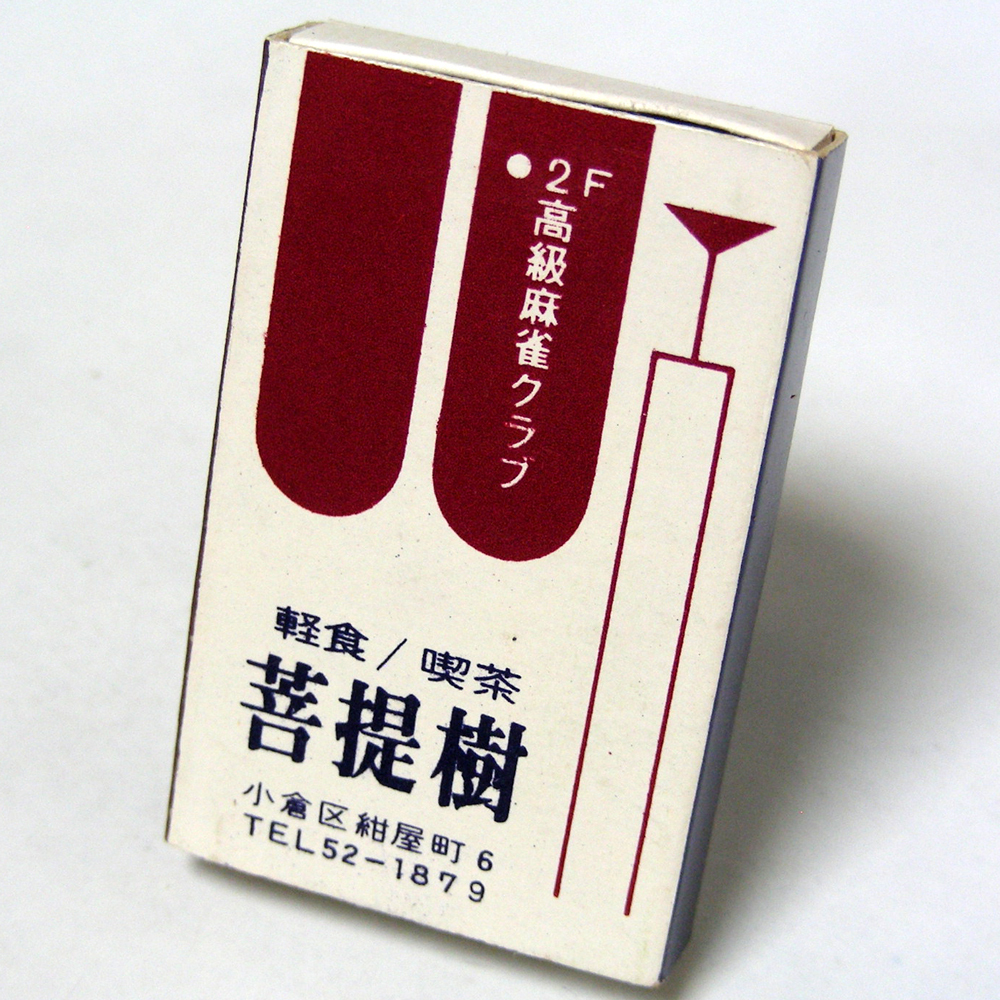 ●2F
高級麻雀クラブ
軽食/喫茶
菩提樹
小倉区紺屋町6
TEL52-1879